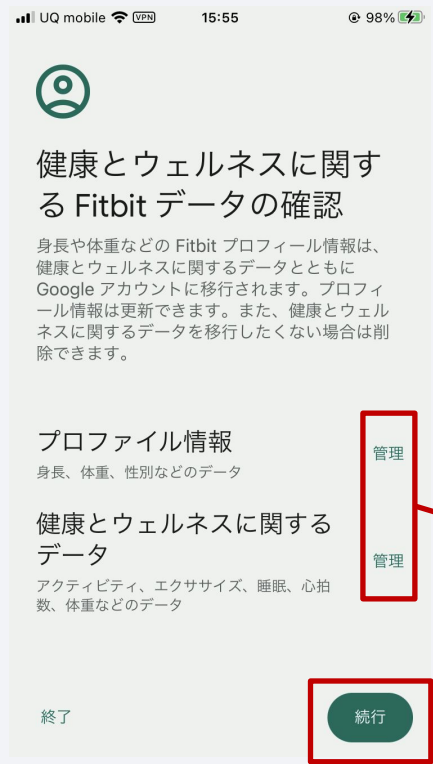 UQ mobile VPN 15:55 98%
健康とウェルネスに関す
る Fitbit データの確認
身長や体重などの Fitbit プロフィール情報は、
健康とウェルネスに関するデータとともに
Google アカウントに移行されます。プロフィ
ール情報は更新できます。また、健康とウェル
ネスに関するデータを移行したくない場合は削
除できます。
プロファイル情報
管理
身長、体重、性別などのデータ
健康とウェルネスに関する
データ
管理
アクティビティ、エクササイズ、睡眠、心拍
数、体重などのデータ
終了
続行